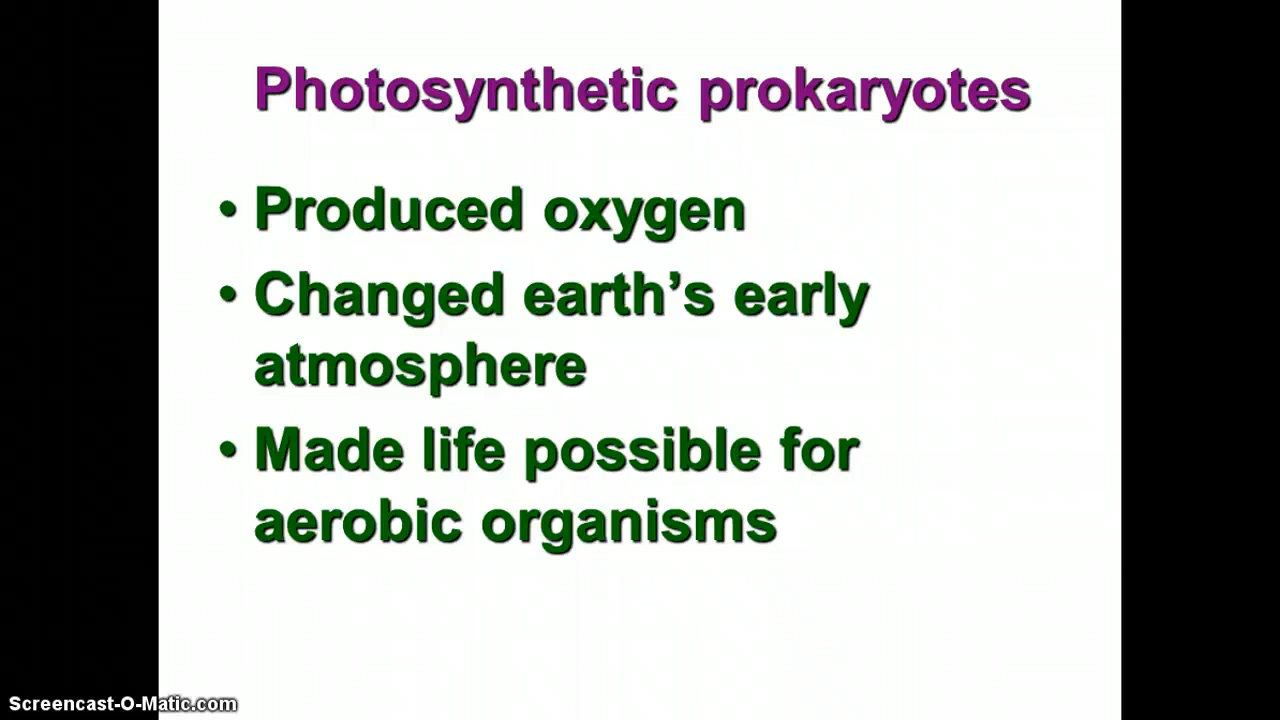 Photosynthetic prokaryotes
• Produced oxygen
• Changed earth's early
atmosphere
• Made life possible for
aerobic organisms
Screencast-O-Matic.com